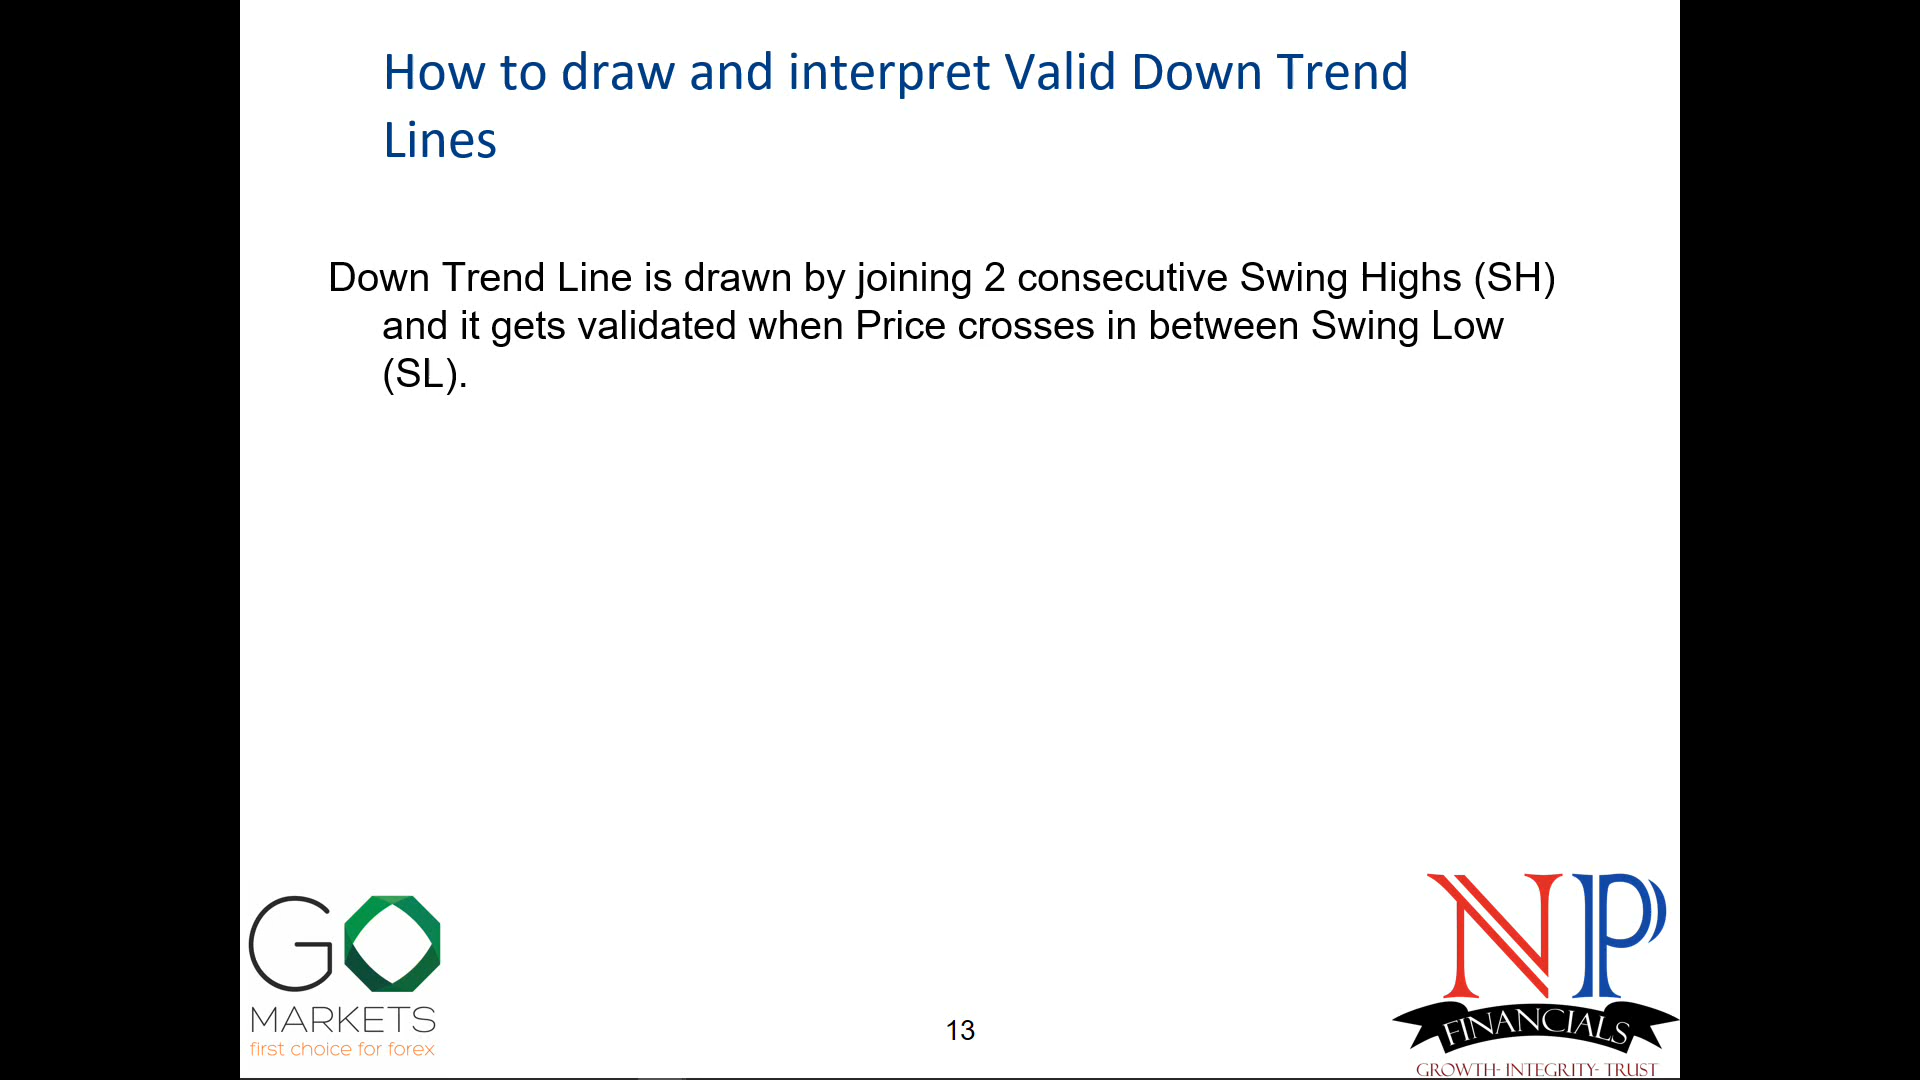 How to draw and interpret Valid Down Trend
Lines
Down Trend Line is drawn by joining 2 consecutive Swing Highs (SH)
and it gets validated when Price crosses in between Swing Low
(SL).
GO
MARKETS
first choice for forex
13
NP
FINANCIALS
GROWTH- INTEGRITY- TRUST